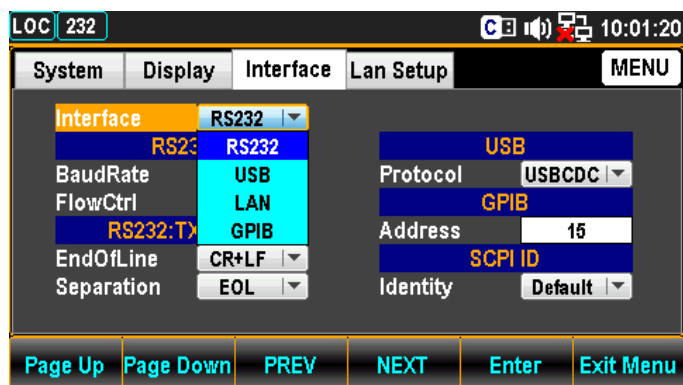 LOC 232 C 10:01:20
System Display Interface Lan Setup MENU
Interface RS232
RS23 RS232 USB
BaudRate USB Protocol USBCDC
FlowCtrl LAN GPIB
RS232:TX GPIB Address 15
EndOfLine CR+LF SCPI ID
Separation EOL Identity Default
Page Up Page Down PREV NEXT Enter Exit Menu